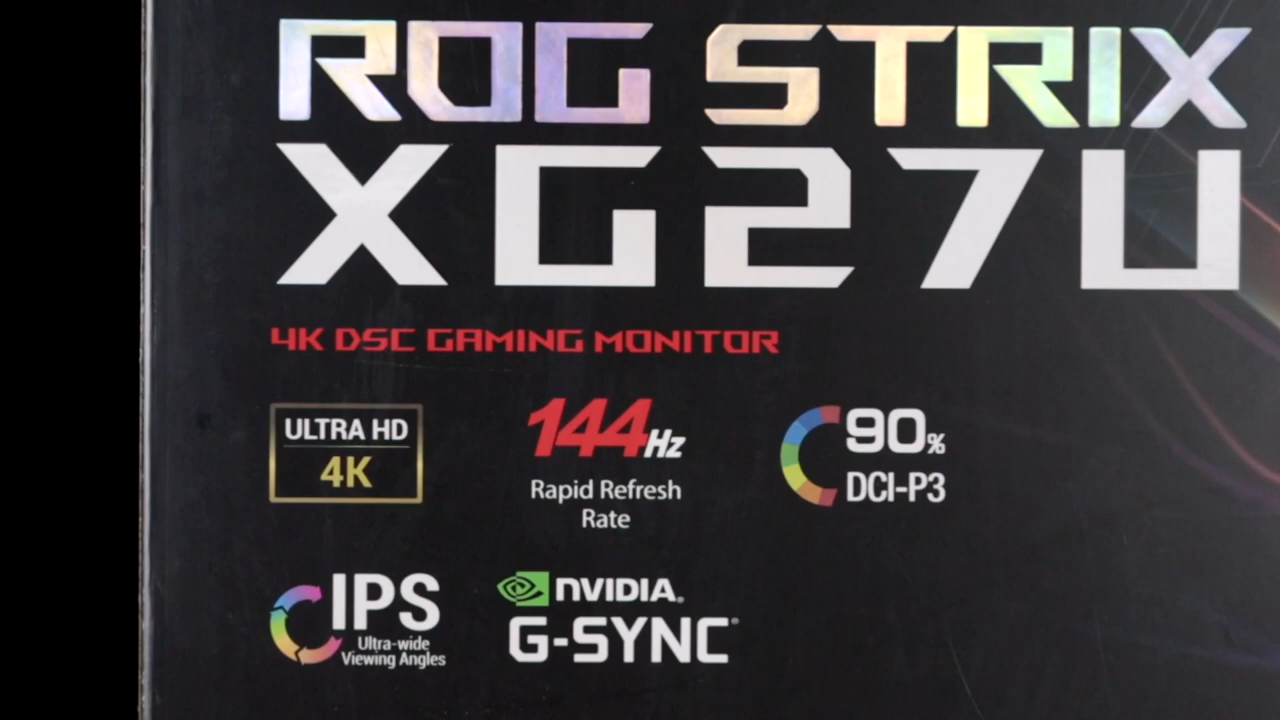 ROG STRIX
XG27U
4K DSC GAMING MONITOR
ULTRA HD
4K
144Hz
Rapid Refresh
Rate
90%
DCI-P3
IPS
Ultra-wide
Viewing Angles
NVIDIA®
G-SYNC®